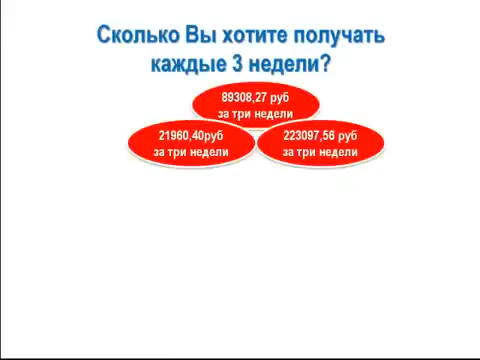 Сколько Вы хотите получать
каждые 3 недели?
89308,27 руб
за три недели
21960,40руб
за три недели
223097,56 руб
за три недели